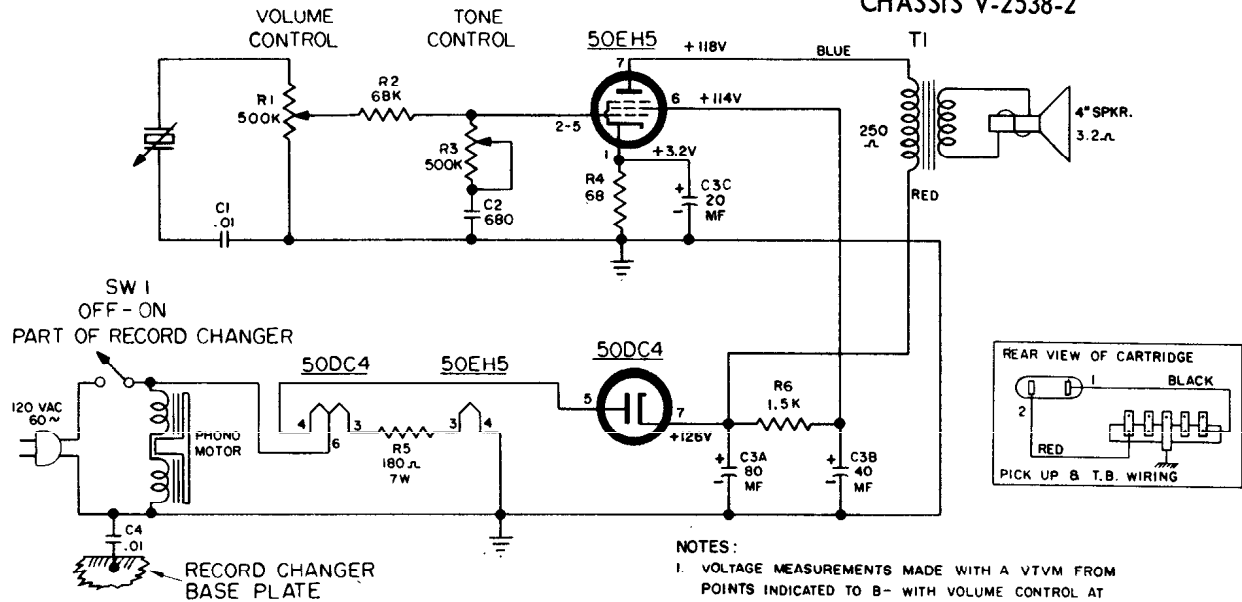 CHASSIS V-2538-2
VOLUME
CONTROL
TONE
CONTROL
50EH5
7
+118V
BLUE
T1
R1
500K
R2
68K
2-5
6
+114V
R3
500K
1
+3.2V
250
Ω
4" SPKR.
3.2Ω
C1
.01
C2
680
R4
68
+
-
C3C
20
MF
RED
SW 1
OFF-ON
PART OF RECORD CHANGER
120 VAC
60~
PHONO
MOTOR
50DC4
4
6
3
R5
180Ω
7W
50EH5
3
4
50DC4
5
7
+126V
R6
1.5K
+
-
C3A
80
MF
+
-
C3B
40
MF
C4
.01
RECORD CHANGER
BASE PLATE
REAR VIEW OF CARTRIDGE
1
BLACK
2
RED
PICK UP & T.B. WIRING
NOTES:
1. VOLTAGE MEASUREMENTS MADE WITH A VTVM FROM
POINTS INDICATED TO B- WITH VOLUME CONTROL AT